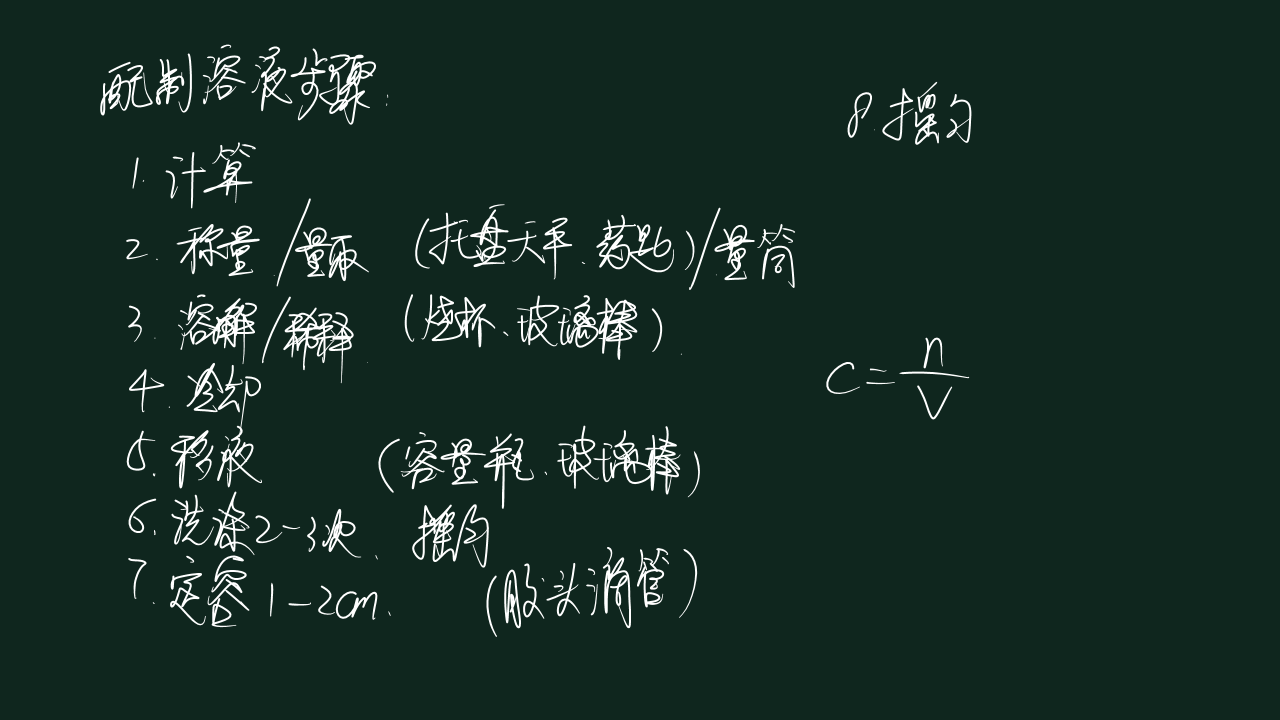 配制溶液步骤:
1. 计算
2. 称量/量取 (托盘天平、药匙)/量筒
3. 溶解/稀释 (烧杯、玻璃棒).
4. 冷却
5. 移液 (容量瓶、玻璃棒)
6. 洗涤2-3次、摇匀
7. 定容1-2cm. (胶头滴管)
8. 摇匀
C=n/V